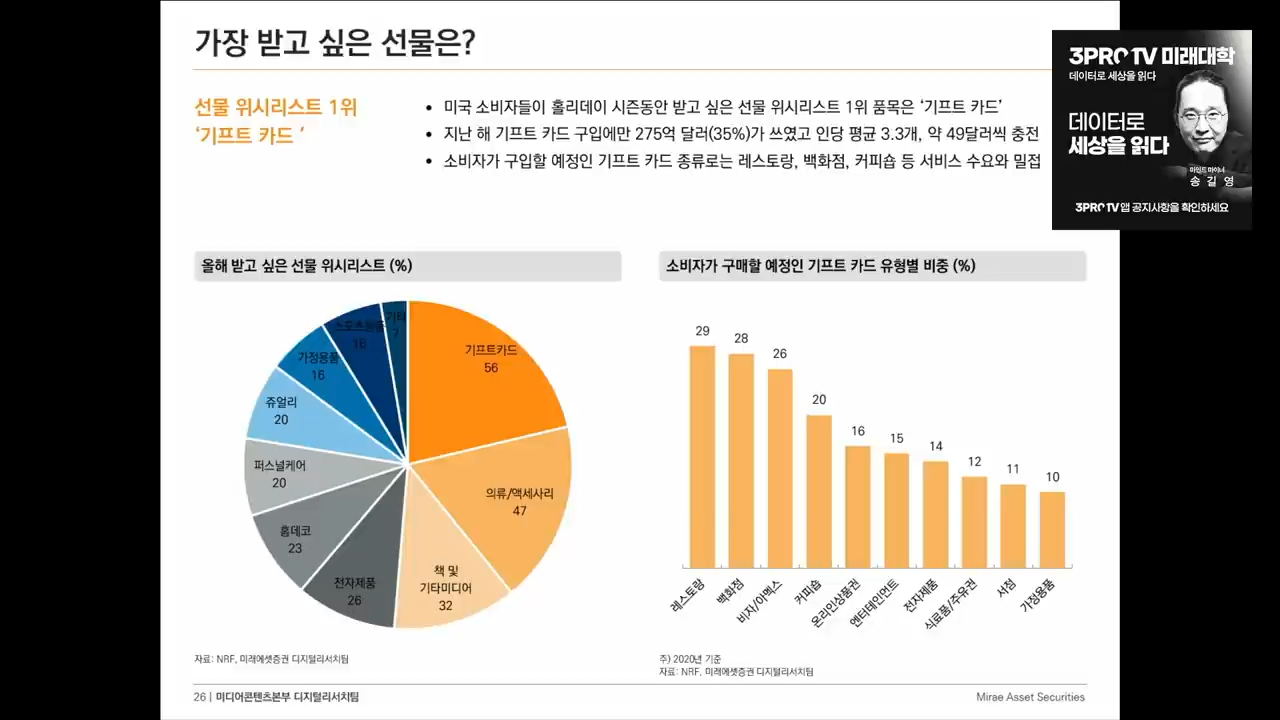 가장 받고 싶은 선물은?
선물 위시리스트 1위
‘기프트 카드 ’
• 미국 소비자들이 홀리데이 시즌동안 받고 싶은 선물 위시리스트 1위 품목은 ‘기프트 카드’
• 지난 해 기프트 카드 구입에만 275억 달러(35%)가 쓰였고 인당 평균 3.3개, 약 49달러씩 충전
• 소비자가 구입할 예정인 기프트 카드 종류로는 레스토랑, 백화점, 커피숍 등 서비스 수요와 밀접
3PRO TV 미래대학
데이터로 세상을 읽다
데이터로
세상을 읽다
마인드 마이너
송 길 영
3PRO TV 앱 공지사항을 확인하세요
올해 받고 싶은 선물 위시리스트 (%)
기프트카드
56
의류/액세사리
47
책 및
기타미디어
32
전자제품
26
홈데코
23
퍼스널케어
20
쥬얼리
20
가정용품
16
스포츠용품
16
기타
7
자료: NRF, 미래에셋증권 디지털리서치팀
소비자가 구매할 예정인 기프트 카드 유형별 비중 (%)
29
28
26
20
16
15
14
12
11
10
레스토랑
백화점
비자/아멕스
커피숍
온라인상품권
엔터테인먼트
전자제품
식료품/주유권
서점
가정용품
주) 2020년 기준
자료: NRF, 미래에셋증권 디지털리서치팀
26 | 미디어콘텐츠본부 디지털리서치팀
Mirae Asset Securities